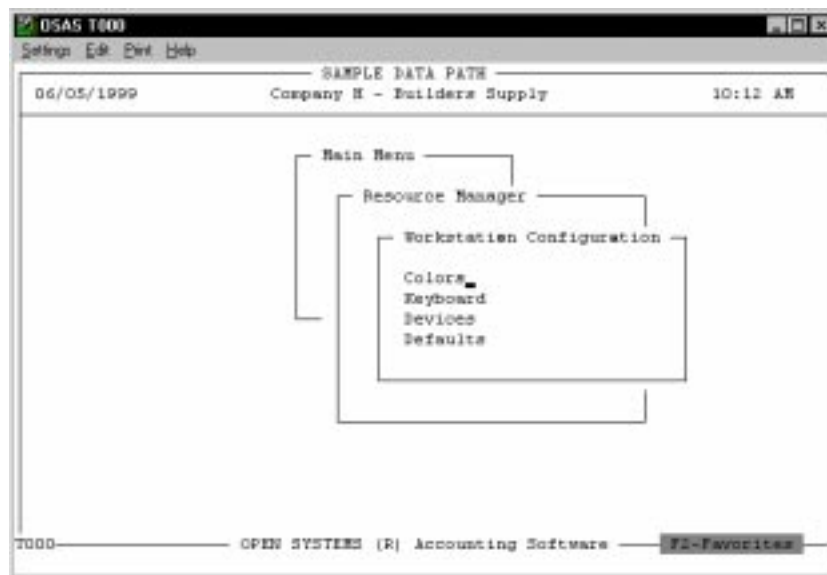 OSAS T000
Settings Edit Print Help
SAMPLE DATA PATH
06/05/1999 Company H - Builders Supply 10:12 AM
Main Menu
Resource Manager
Workstation Configuration
Colors
Keyboard
Devices
Defaults
T000 OPEN SYSTEMS (R) Accounting Software F2-Favorites